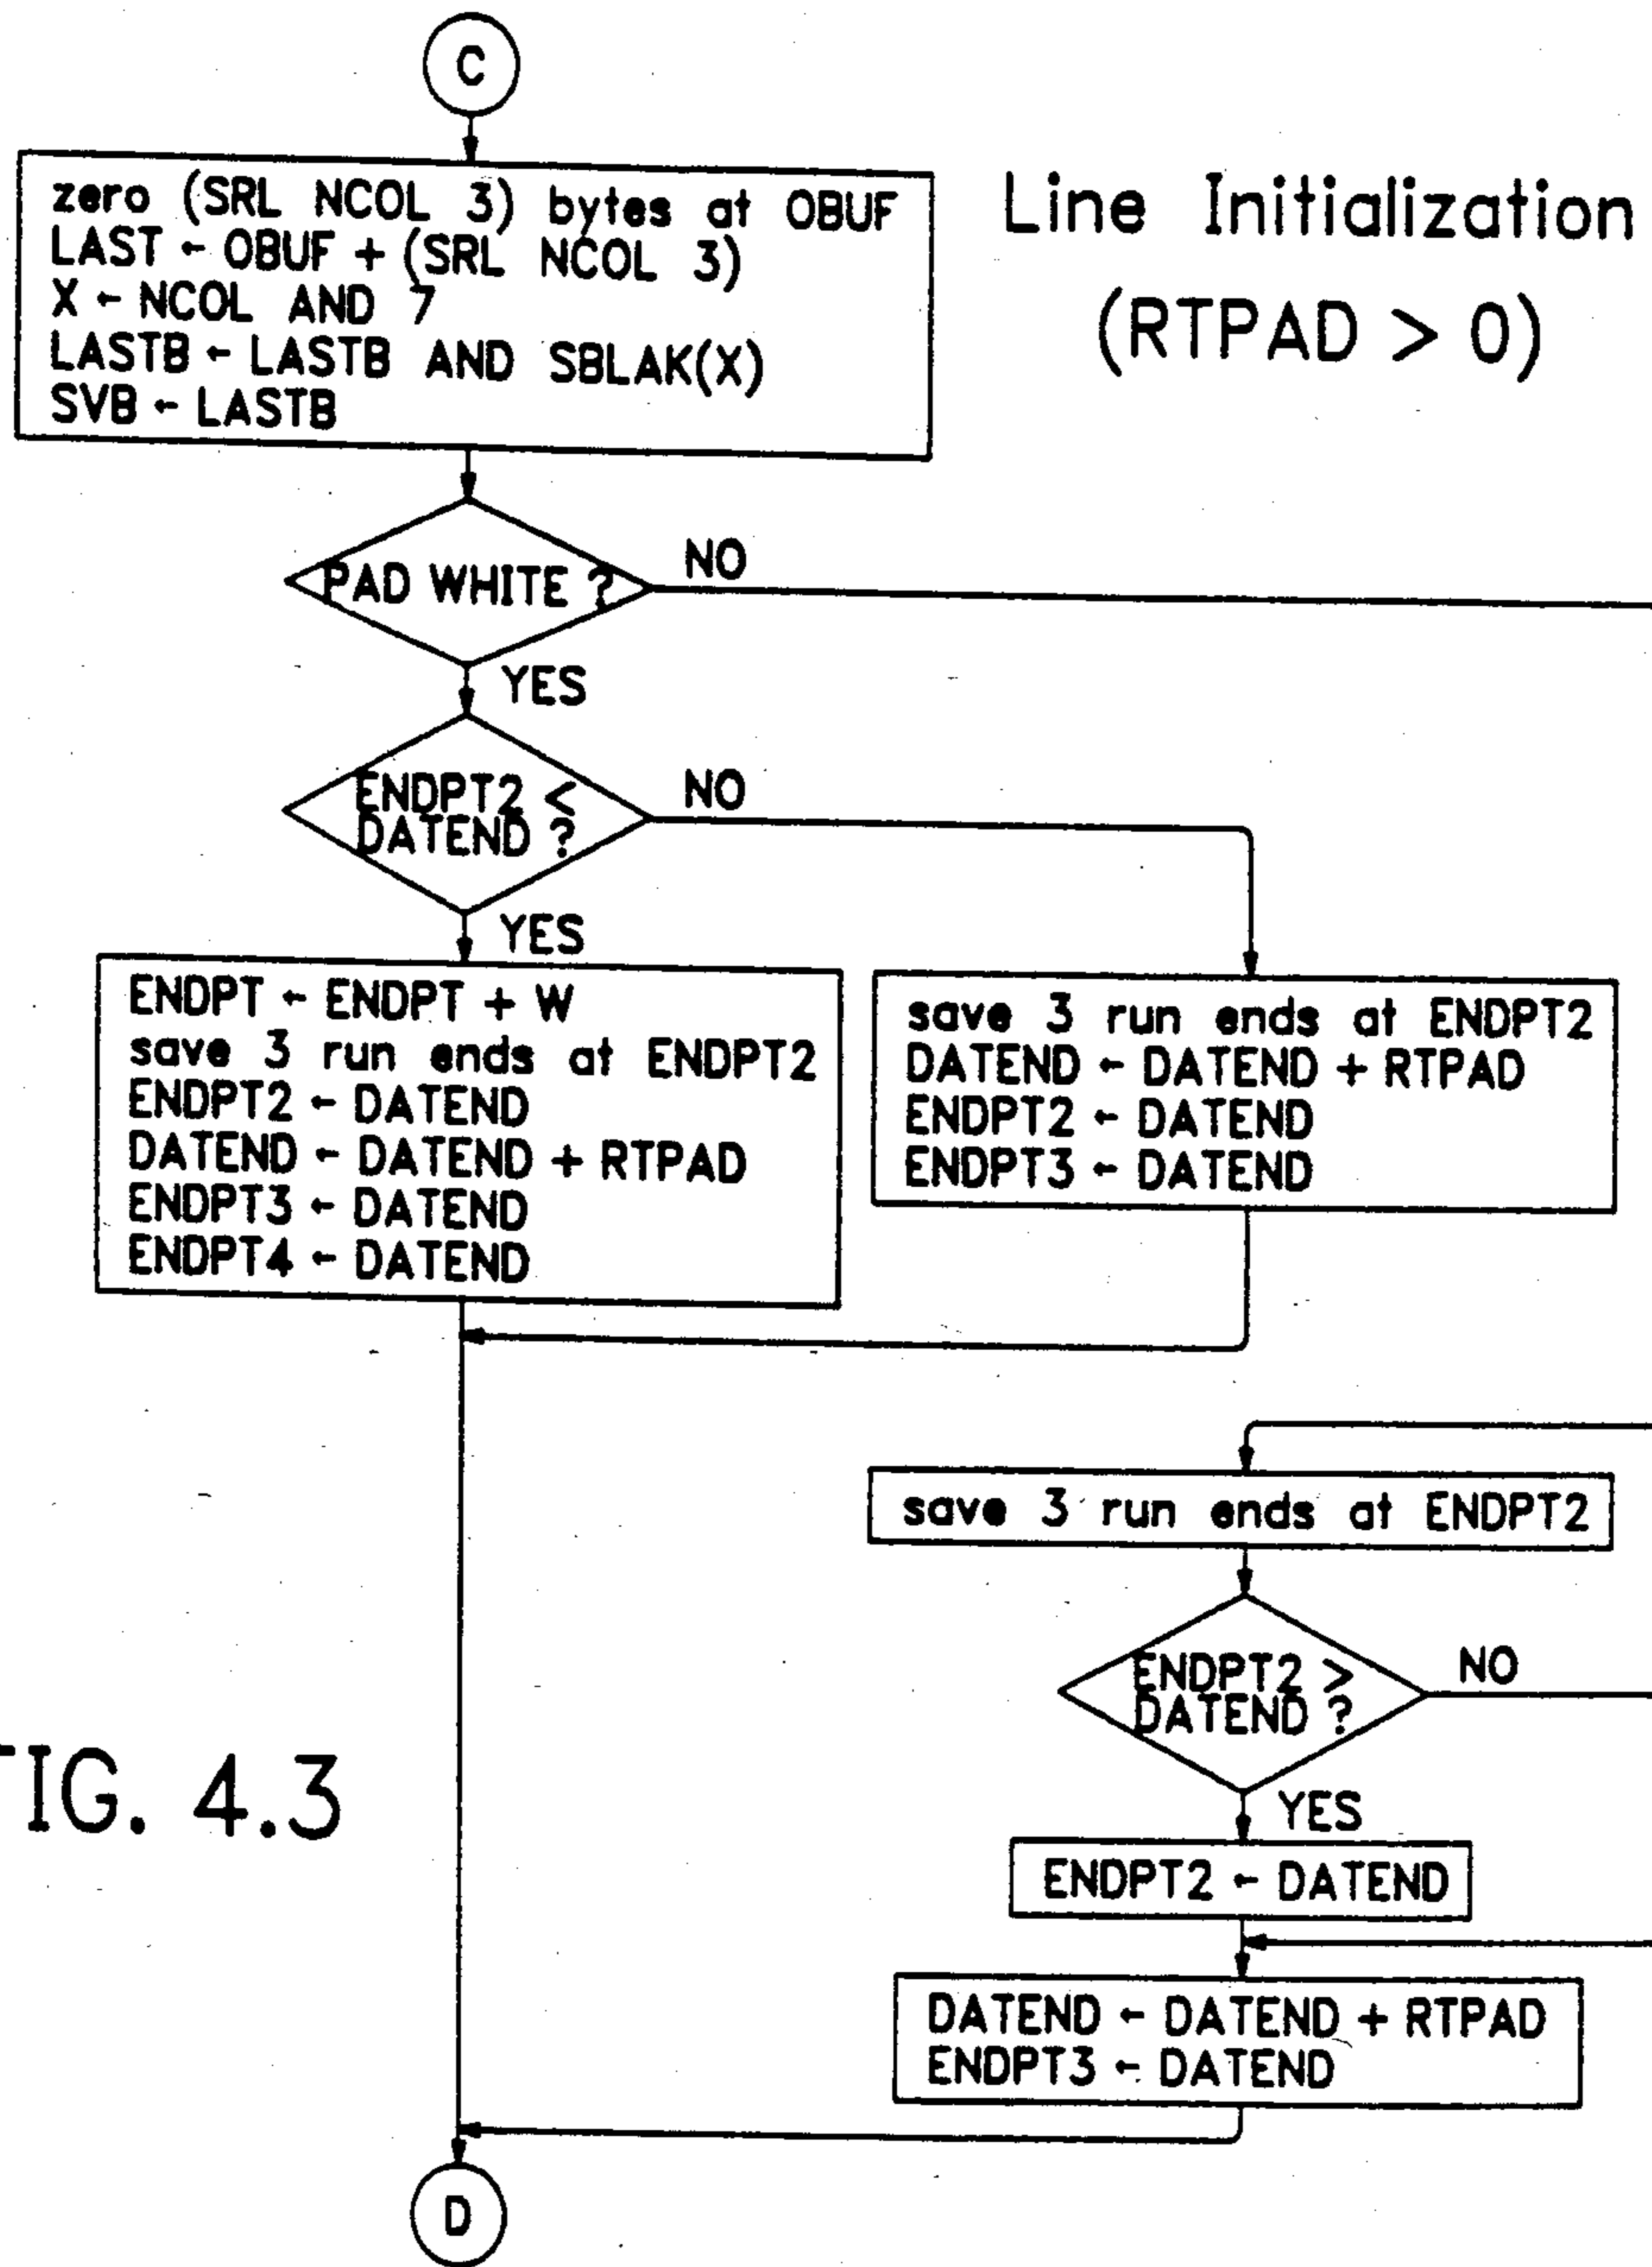 C
zero (SRL NCOL 3) bytes at OBUF
LAST ← OBUF + (SRL NCOL 3)
X ← NCOL AND 7
LASTB ← LASTB AND SBLAK(X)
SVB ← LASTB
Line Initialization
(RTPAD > 0)
PAD WHITE ?
NO
YES
ENDPT2 <
DATEND ?
NO
YES
ENDPT ← ENDPT + W
save 3 run ends at ENDPT2
ENDPT2 ← DATEND
DATEND ← DATEND + RTPAD
ENDPT3 ← DATEND
ENDPT4 ← DATEND
save 3 run ends at ENDPT2
DATEND ← DATEND + RTPAD
ENDPT2 ← DATEND
ENDPT3 ← DATEND
save 3 run ends at ENDPT2
ENDPT2 >
DATEND ?
NO
YES
ENDPT2 ← DATEND
DATEND ← DATEND + RTPAD
ENDPT3 ← DATEND
FIG. 4.3
D